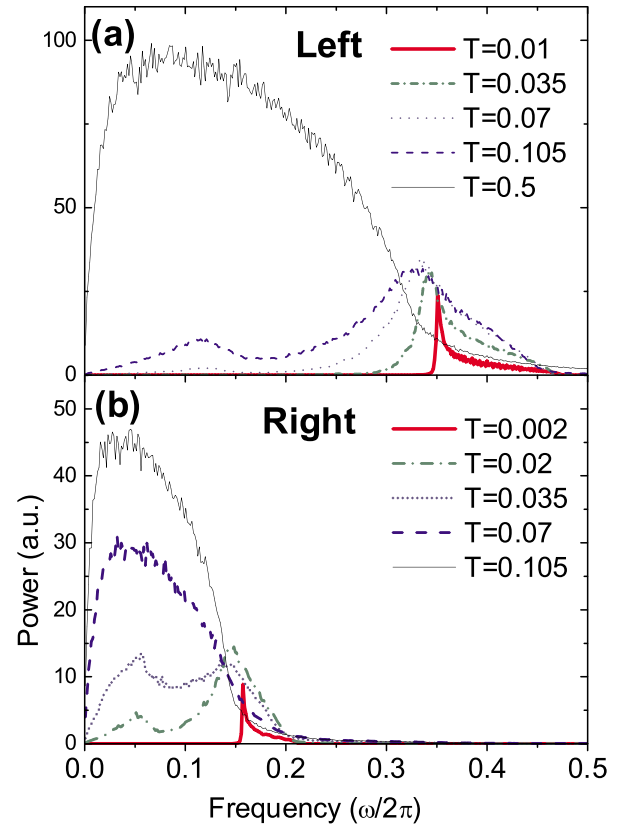 (a)
Left
T=0.01
T=0.035
T=0.07
T=0.105
T=0.5
100
50
0
(b)
Right
T=0.002
T=0.02
T=0.035
T=0.07
T=0.105
50
40
30
20
10
0
Power (a.u.)
0.0 0.1 0.2 0.3 0.4 0.5
Frequency (ω/2π)